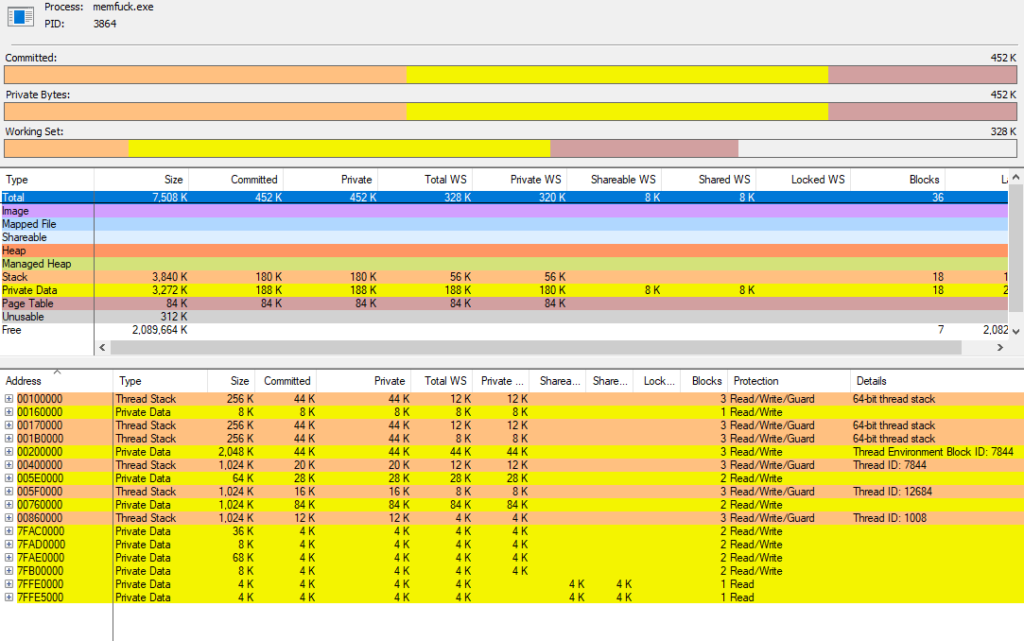 Process: memfuck.exe
PID: 3864
Committed: 452 K
Private Bytes: 452 K
Working Set: 328 K
Type Size Committed Private Total WS Private WS Shareable WS Shared WS Locked WS Blocks
Total 7,508 K 452 K 452 K 328 K 320 K 8 K 8 K 36
Image
Mapped File
Shareable
Heap
Managed Heap
Stack 3,840 K 180 K 180 K 56 K 56 K 18 1
Private Data 3,272 K 188 K 188 K 188 K 180 K 8 K 8 K 18 2
Page Table 84 K 84 K 84 K 84 K 84 K
Unusable 312 K
Free 2,089,664 K 7 2,082
Address Type Size Committed Private Total WS Private ... Sharea... Share... Lock... Blocks Protection Details
00100000 Thread Stack 256 K 44 K 44 K 12 K 12 K 3 Read/Write/Guard 64-bit thread stack
00160000 Private Data 8 K 8 K 8 K 8 K 8 K 1 Read/Write
00170000 Thread Stack 256 K 44 K 44 K 12 K 12 K 3 Read/Write/Guard 64-bit thread stack
001B0000 Thread Stack 256 K 44 K 44 K 8 K 8 K 3 Read/Write/Guard 64-bit thread stack
00200000 Private Data 2,048 K 44 K 44 K 44 K 44 K 3 Read/Write Thread Environment Block ID: 7844
00400000 Thread Stack 1,024 K 20 K 20 K 12 K 12 K 3 Read/Write/Guard Thread ID: 7844
005E0000 Private Data 64 K 28 K 28 K 28 K 28 K 2 Read/Write
005F0000 Thread Stack 1,024 K 16 K 16 K 8 K 8 K 3 Read/Write/Guard Thread ID: 12684
00760000 Private Data 1,024 K 84 K 84 K 84 K 84 K 2 Read/Write
00860000 Thread Stack 1,024 K 12 K 12 K 4 K 4 K 3 Read/Write/Guard Thread ID: 1008
7FAC0000 Private Data 36 K 4 K 4 K 4 K 4 K 2 Read/Write
7FAD0000 Private Data 8 K 4 K 4 K 4 K 4 K 2 Read/Write
7FAE0000 Private Data 68 K 4 K 4 K 4 K 4 K 2 Read/Write
7FB00000 Private Data 8 K 4 K 4 K 4 K 4 K 2 Read/Write
7FFE0000 Private Data 4 K 4 K 4 K 4 K 4 K 4 K 1 Read
7FFE5000 Private Data 4 K 4 K 4 K 4 K 4 K 4 K 1 Read